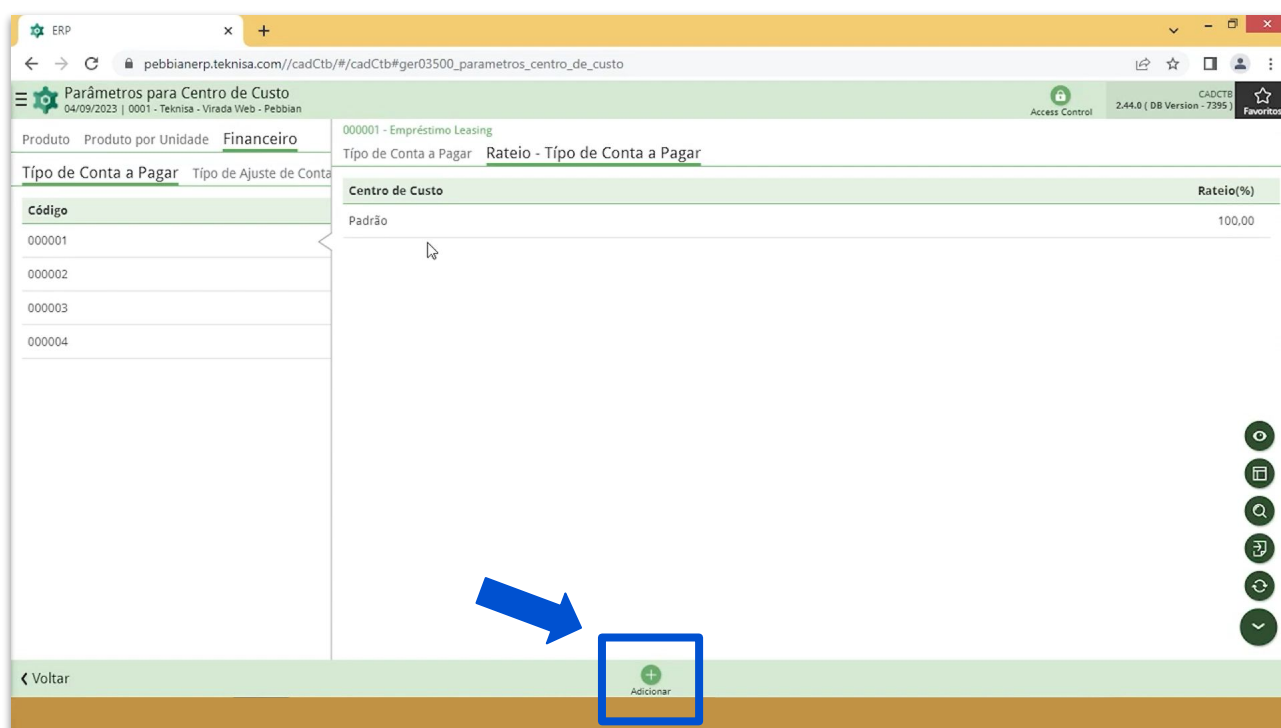 ERP
pebbianerp.teknisa.com//cadCtb/#/cadCtb#ger03500_parametros_centro_de_custo
Parâmetros para Centro de Custo
04/09/2023 | 0001 - Teknisa - Virada Web - Pebbian
Access Control
CADCTB
2.44.0 ( DB Version - 7395 )
Favoritos
Produto Produto por Unidade Financeiro
Típo de Conta a Pagar Típo de Ajuste de Conta
Código
000001
000002
000003
000004
000001 - Empréstimo Leasing
Típo de Conta a Pagar Rateio - Típo de Conta a Pagar
Centro de Custo Rateio(%)
Padrão 100,00
Voltar
Adicionar